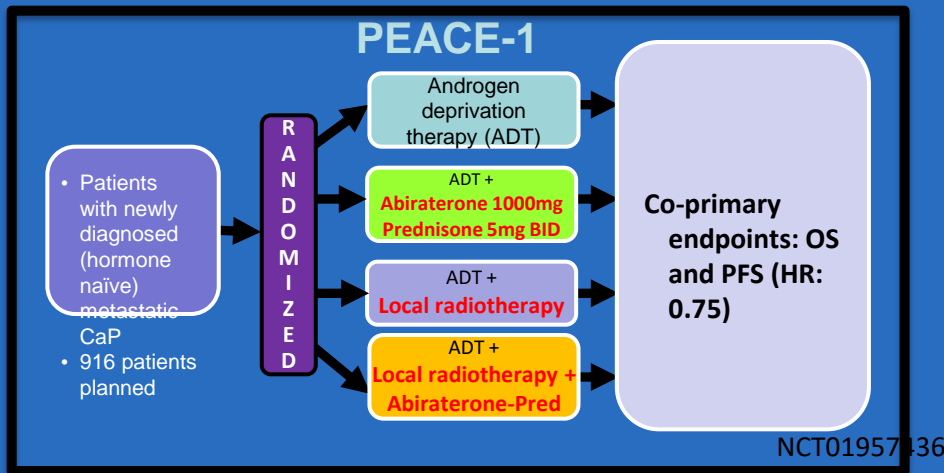 PEACE-1
• Patients
with newly
diagnosed
(hormone
naïve)
metastatic
CaP
• 916 patients
planned
R
A
N
D
O
M
I
Z
E
D
Androgen
deprivation
therapy (ADT)
ADT +
Abiraterone 1000mg
Prednisone 5mg BID
ADT +
Local radiotherapy
ADT +
Local radiotherapy +
Abiraterone-Pred
Co-primary
endpoints: OS
and PFS (HR:
0.75)
NCT01957436